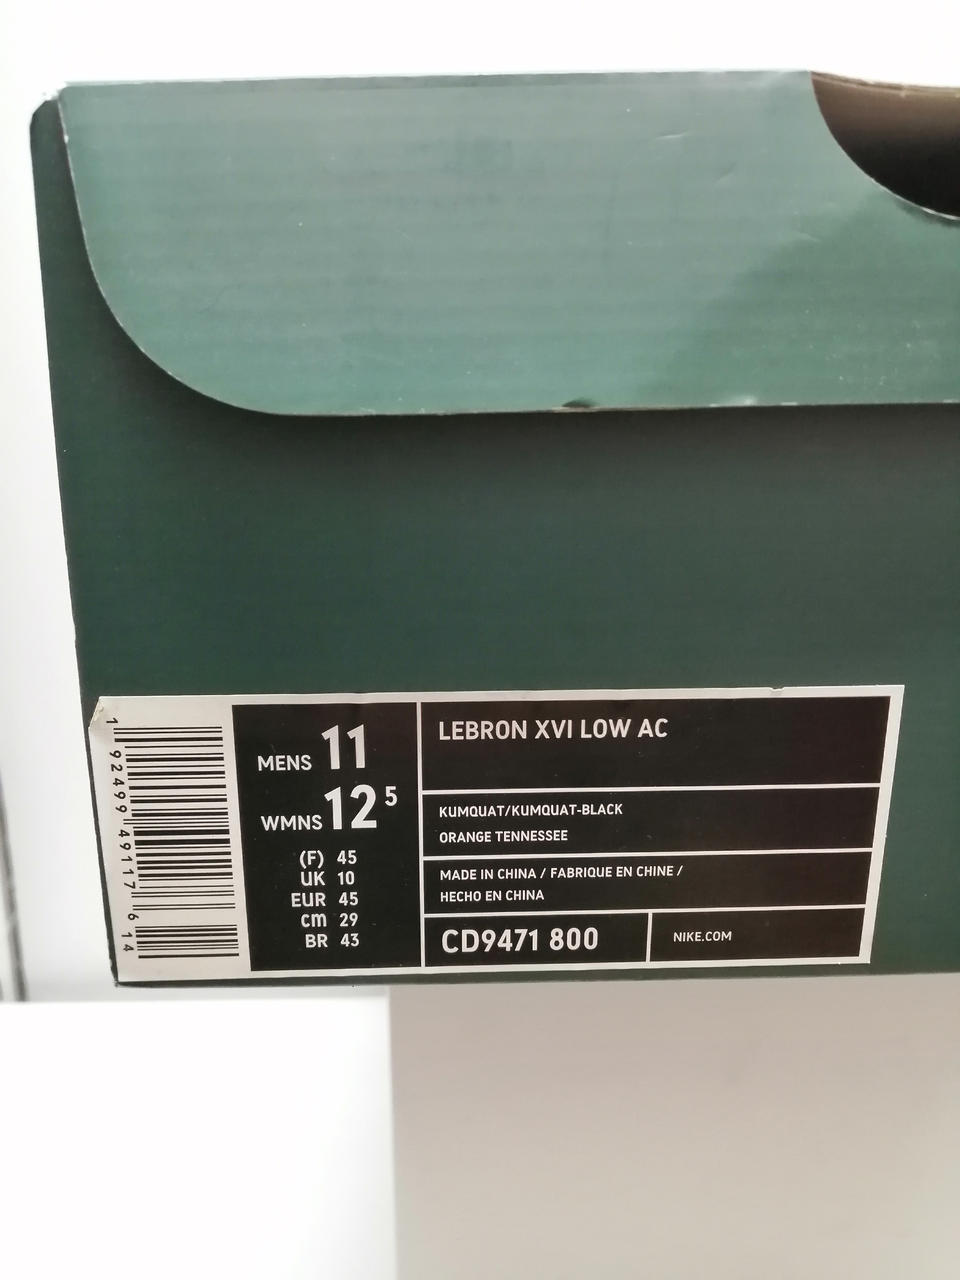 1 92499 49117 6 14
MENS 11
WMNS 12 5
(F) 45
UK 10
EUR 45
cm 29
BR 43
LEBRON XVI LOW AC
KUMQUAT/KUMQUAT-BLACK
ORANGE TENNESSEE
MADE IN CHINA / FABRIQUE EN CHINE /
HECHO EN CHINA
CD9471 800
NIKE.COM